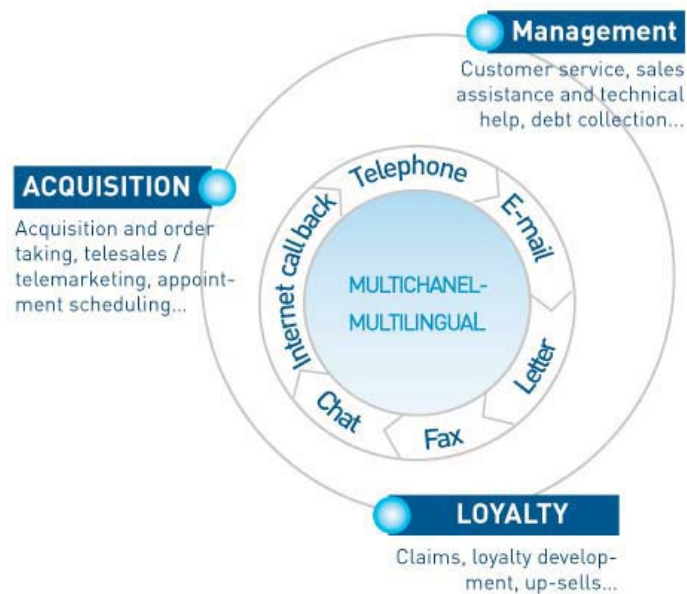 Management
Customer service, sales
assistance and technical
help, debt collection...
ACQUISITION
Acquisition and order
taking, telesales /
telemarketing, appoint-
ment scheduling...
Telephone
E-mail
Letter
Fax
Chat
Internet call back
MULTICHANEL-
MULTILINGUAL
LOYALTY
Claims, loyalty develop-
ment, up-sells...